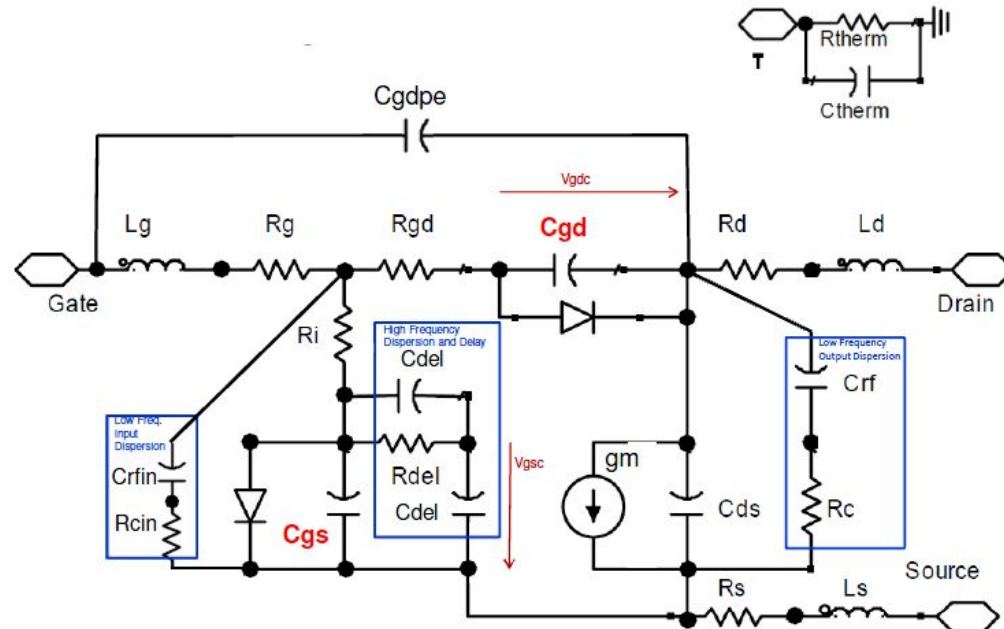 Rtherm
T
Ctherm
Cgdpe
Vgdc
Lg
Rg
Rgd
Cgd
Rd
Ld
Gate
Drain
Ri
High Frequency
Dispersion and Delay
Cdel
Low Frequency
Output Dispersion
Crf
Low Freq.
Input
Dispersion
Crfin
Rcin
Rdel
Cdel
Vgsc
gm
Cgs
Cds
Rc
Source
Rs
Ls